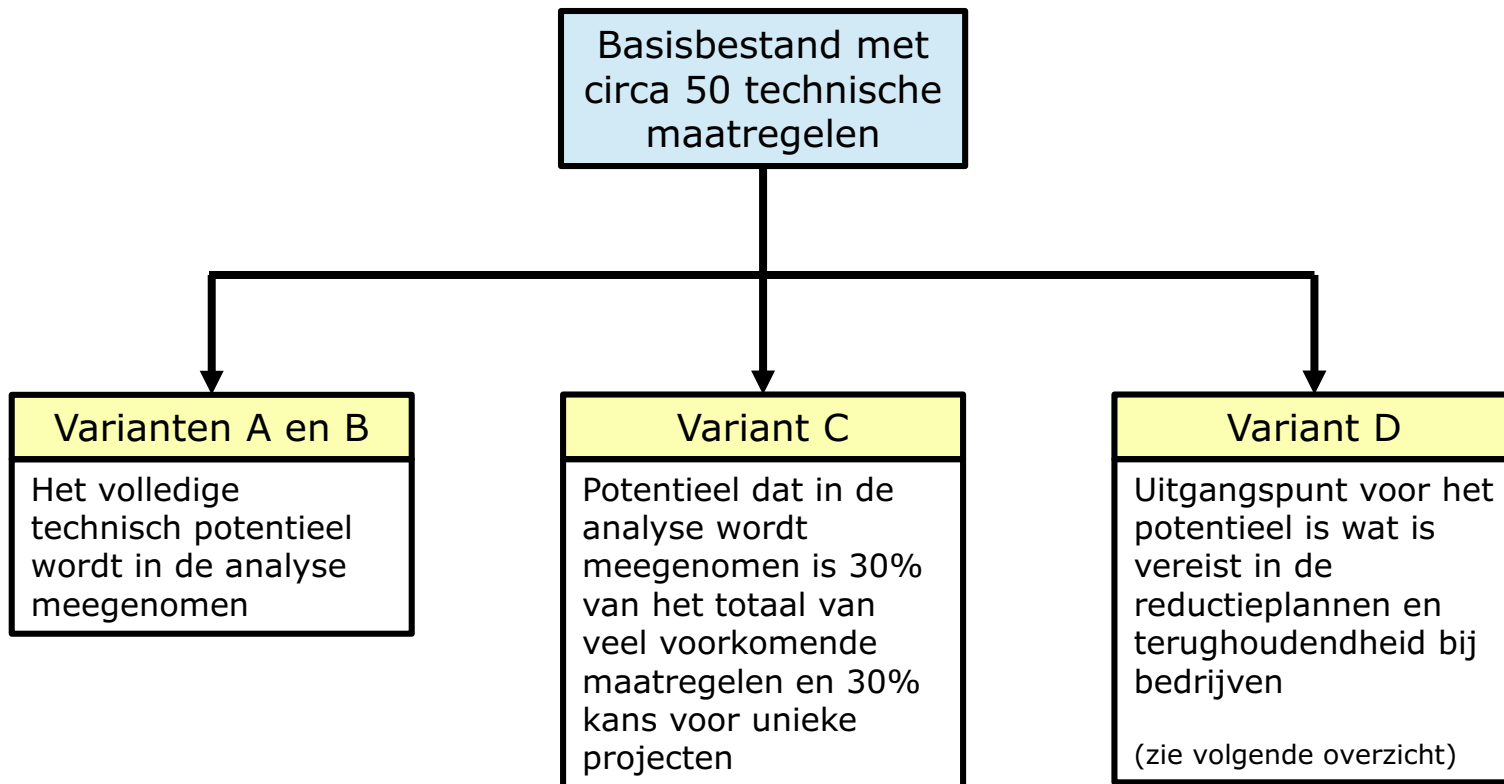 Basisbestand met
circa 50 technische
maatregelen
Varianten A en B
Het volledige
technisch potentieel
wordt in de analyse
meegenomen
Variant C
Potentieel dat in de
analyse wordt
meegenomen is 30%
van het totaal van
veel voorkomende
maatregelen en 30%
kans voor unieke
projecten
Variant D
Uitgangspunt voor het
potentieel is wat is
vereist in de
reductieplannen en
terughoudendheid bij
bedrijven
(zie volgende overzicht)